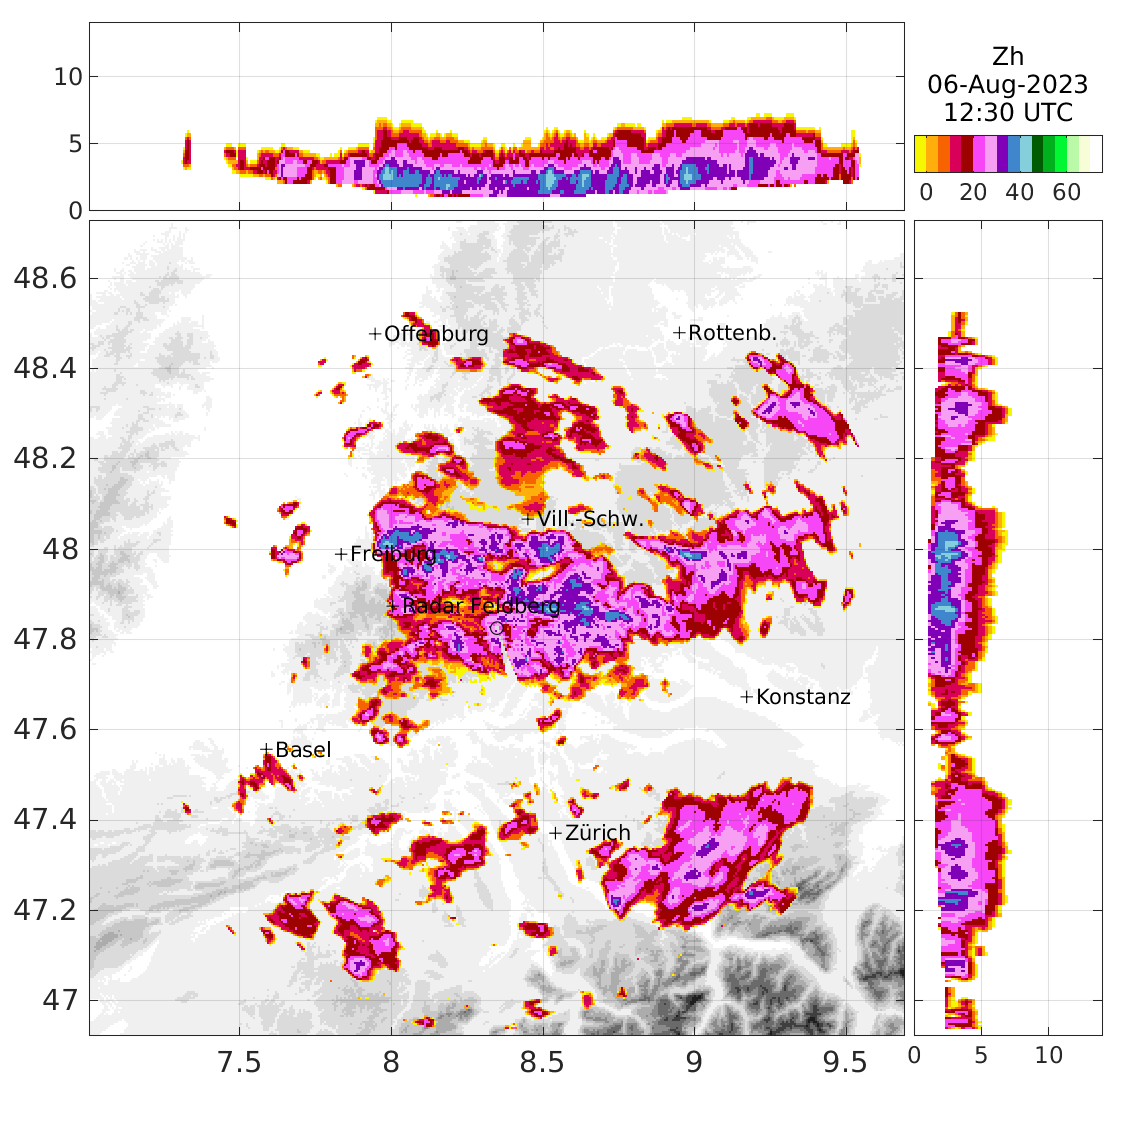 10
5
0
Zh
06-Aug-2023
12:30 UTC
0 20 40 60
48.6
48.4
48.2
48
47.8
47.6
47.4
47.2
47
+Offenburg
+Rottenb.
+Vill.-Schw.
+Freiburg
+Radar Feldberg
+Konstanz
+Basel
+Zürich
7.5 8 8.5 9 9.5
0 5 10